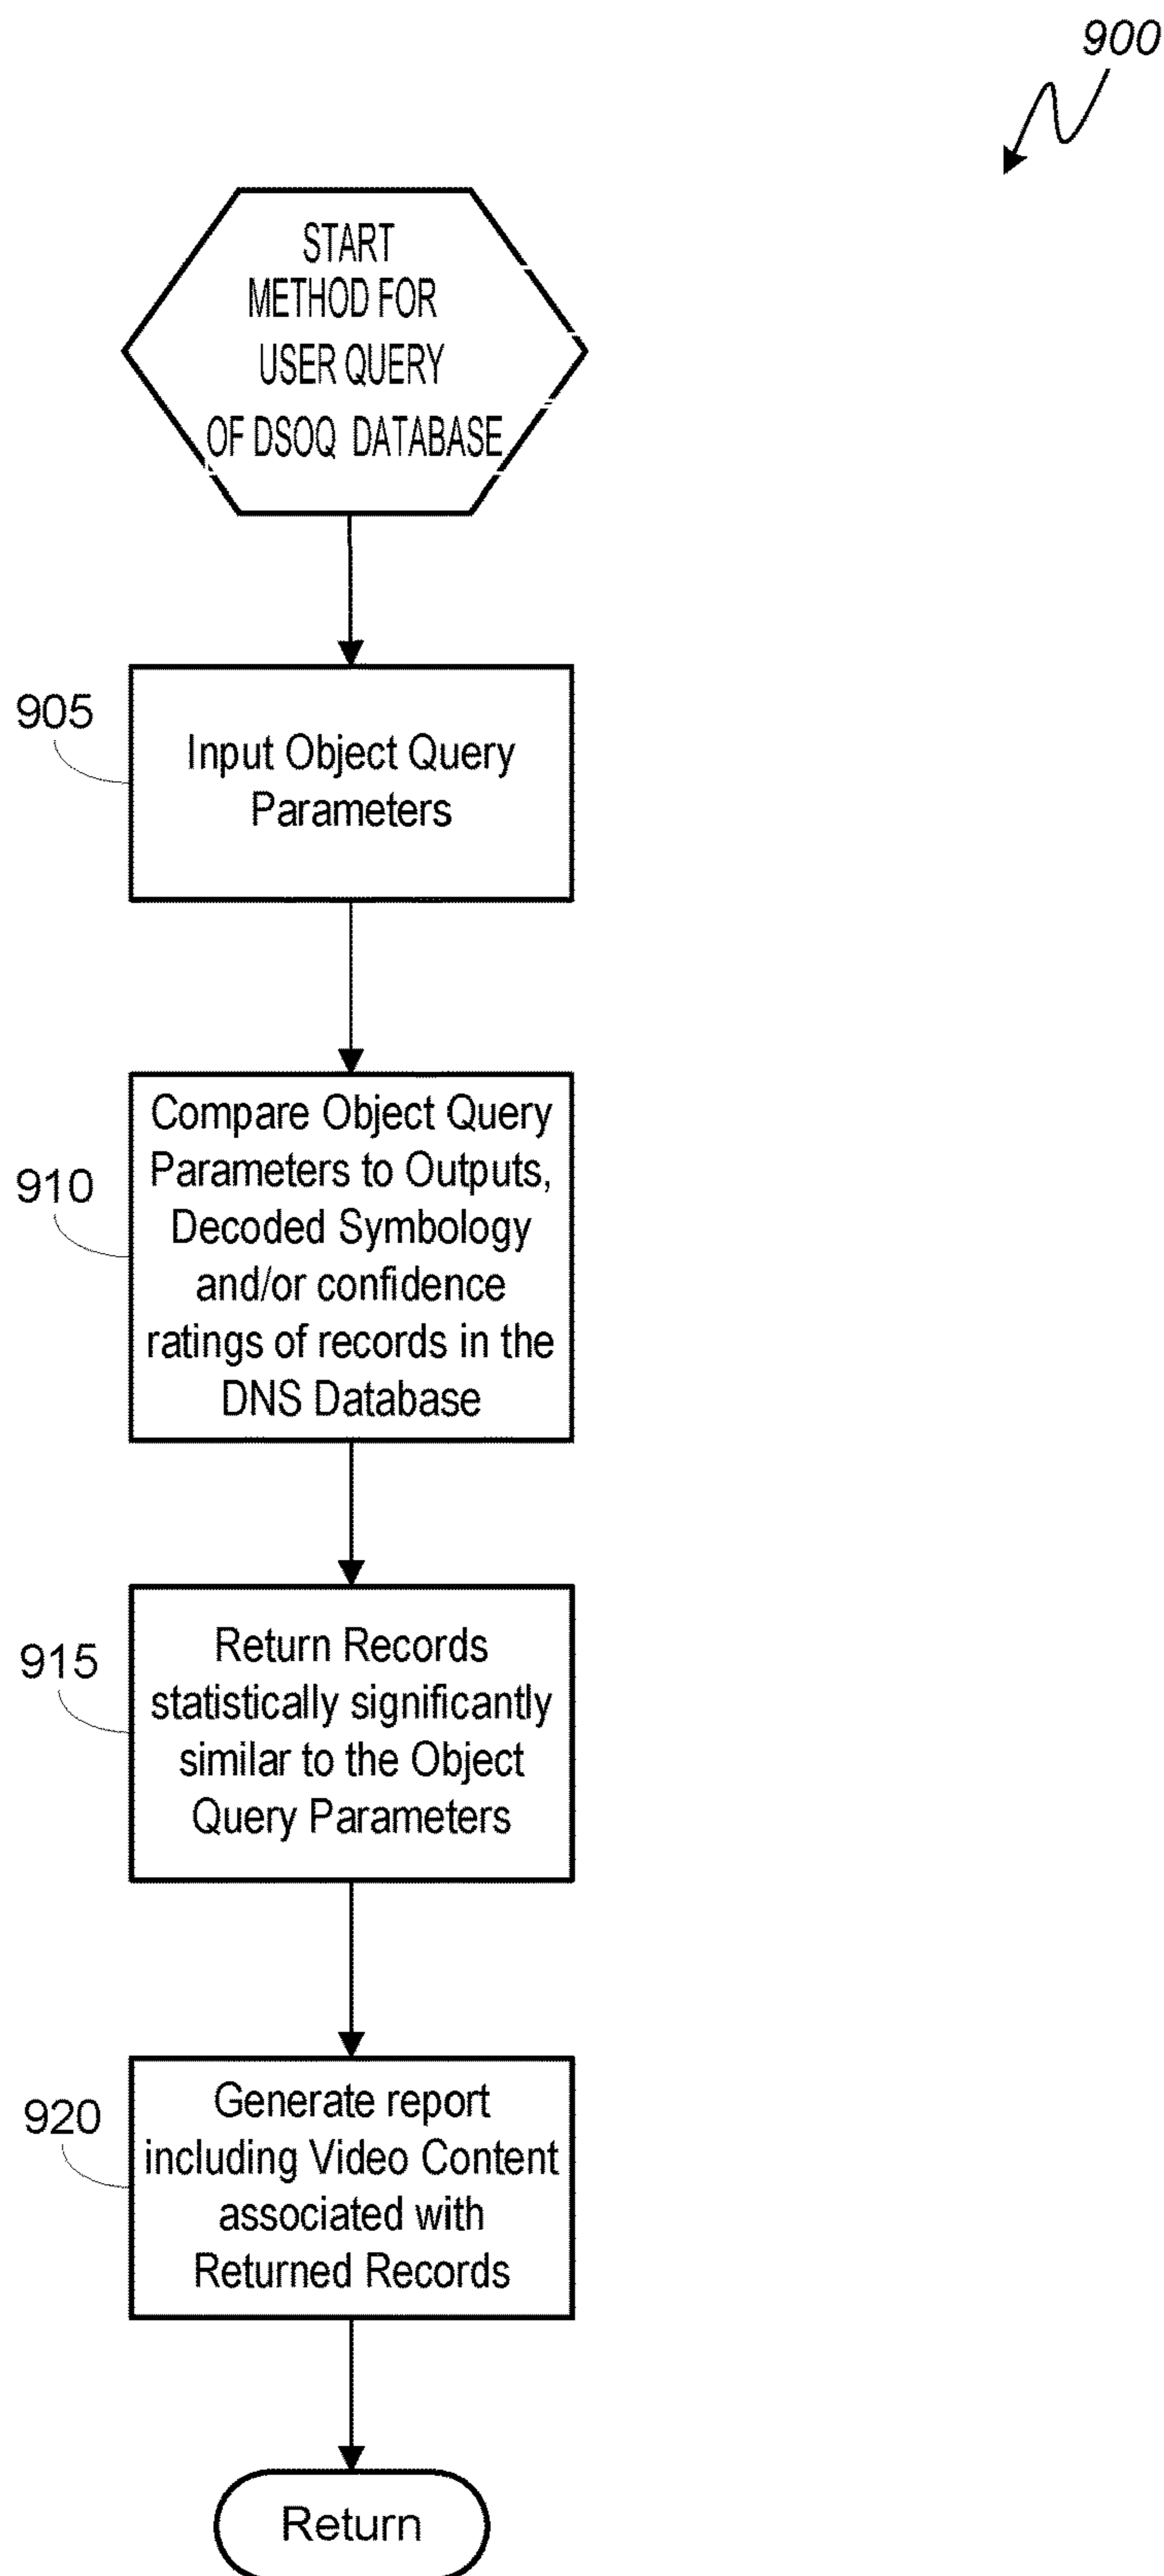 900
START
METHOD FOR
USER QUERY
OF DSOQ DATABASE
905
Input Object Query
Parameters
910
Compare Object Query
Parameters to Outputs,
Decoded Symbology
and/or confidence
ratings of records in the
DNS Database
915
Return Records
statistically significantly
similar to the Object
Query Parameters
920
Generate report
including Video Content
associated with
Returned Records
Return